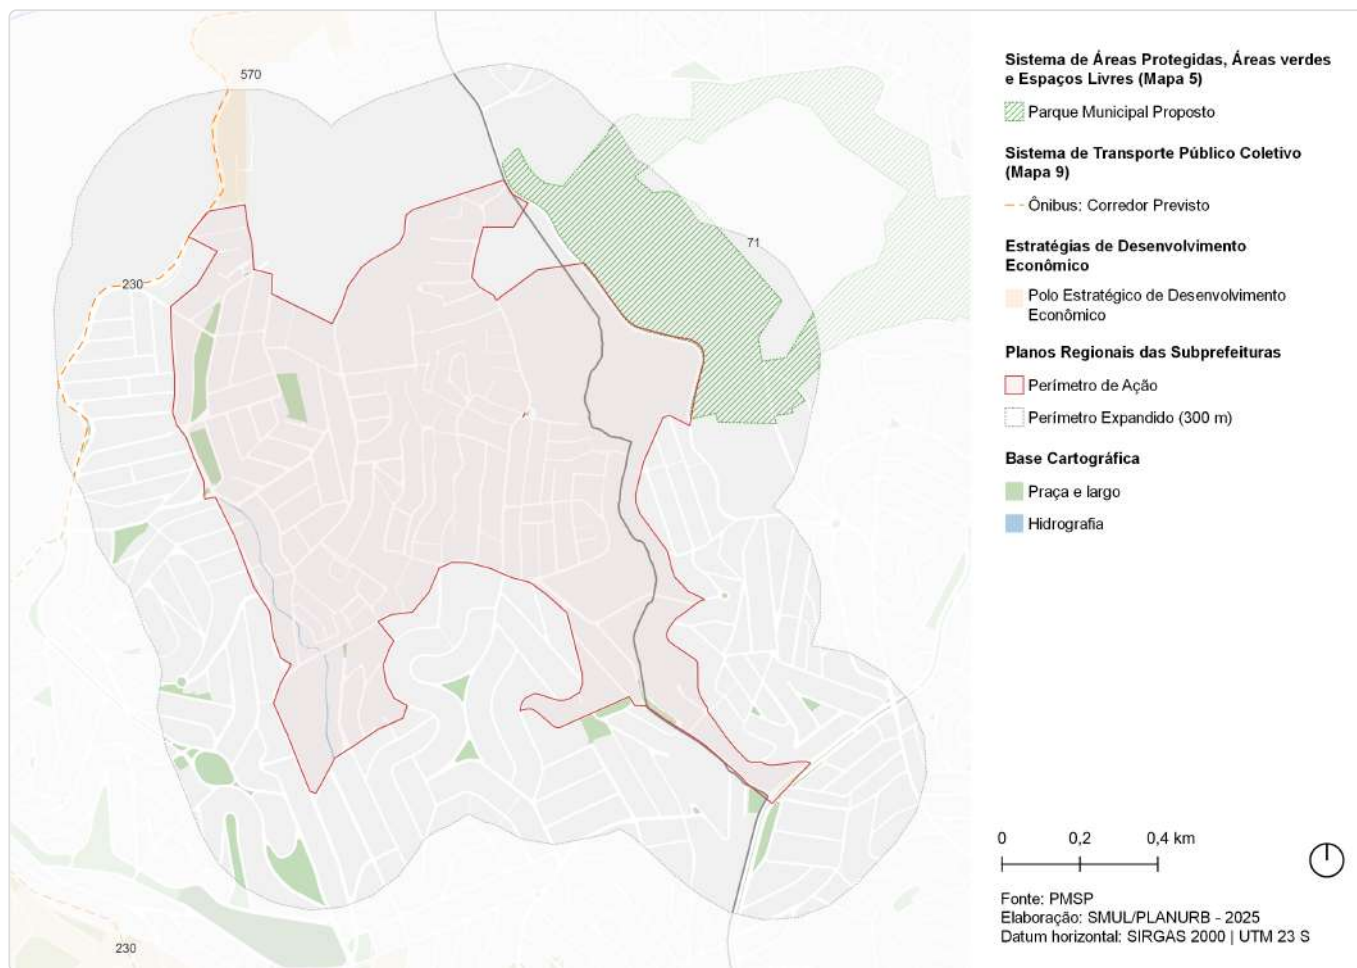 570
71
230
230
Sistema de Áreas Protegidas, Áreas verdes
e Espaços Livres (Mapa 5)
Parque Municipal Proposto
Sistema de Transporte Público Coletivo
(Mapa 9)
Ônibus: Corredor Previsto
Estratégias de Desenvolvimento
Econômico
Polo Estratégico de Desenvolvimento
Econômico
Planos Regionais das Subprefeituras
Perímetro de Ação
Perímetro Expandido (300 m)
Base Cartográfica
Praça e largo
Hidrografia
0 0,2 0,4 km
Fonte: PMSP
Elaboração: SMUL/PLANURB - 2025
Datum horizontal: SIRGAS 2000 | UTM 23 S